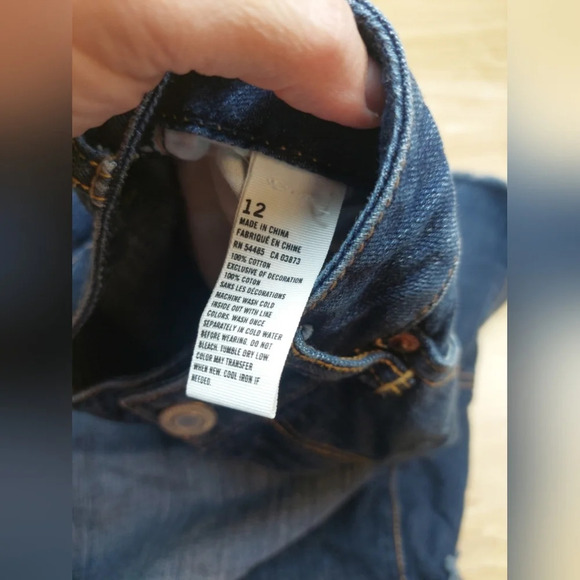 12
MADE IN CHINA
FABRIQUÉ EN CHINE
RN 54485 CA 03873
100% COTTON
EXCLUSIVE OF DECORATION
100% COTON
SANS LES DÉCORATIONS
MACHINE WASH COLD
INSIDE OUT WITH LIKE
COLORS. WASH ONCE
SEPARATELY IN COLD WATER
BEFORE WEARING. DO NOT
BLEACH. TUMBLE DRY LOW
COLOR MAY TRANSFER
WHEN NEW. COOL IRON IF
NEEDED.